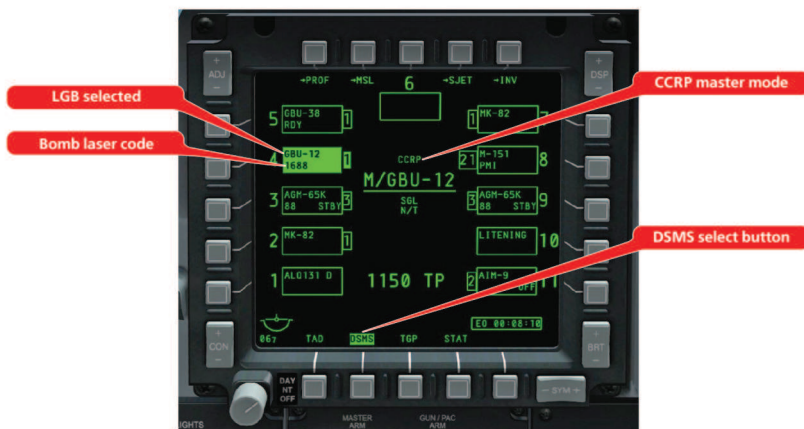 +
ADJ
−
→PROF →MSL 6 →SJET →INV
+
DSP
−
LGB selected
Bomb laser code
CCRP master mode
DSMS select button
5 GBU-38 1
RDY
1 MK-82 7
4 GBU-12 1
1688
CCRP
21 M-151 8
PMI
M/GBU-12
SGL
N/T
3 AGM-65K 3
88 STBY
3 AGM-65K 9
88 STBY
2 MK-82 1
LITENING 10
1 ALQ131 D
1150 TP
2 AIM-9 11
OFF
EO 00:08:10
067 TAD DSMS TGP STAT
+
CON
−
+
BRT
−
DAY
NT
OFF
− SYM +
MASTER
ARM
GUN / PAC
ARM
IGHTS